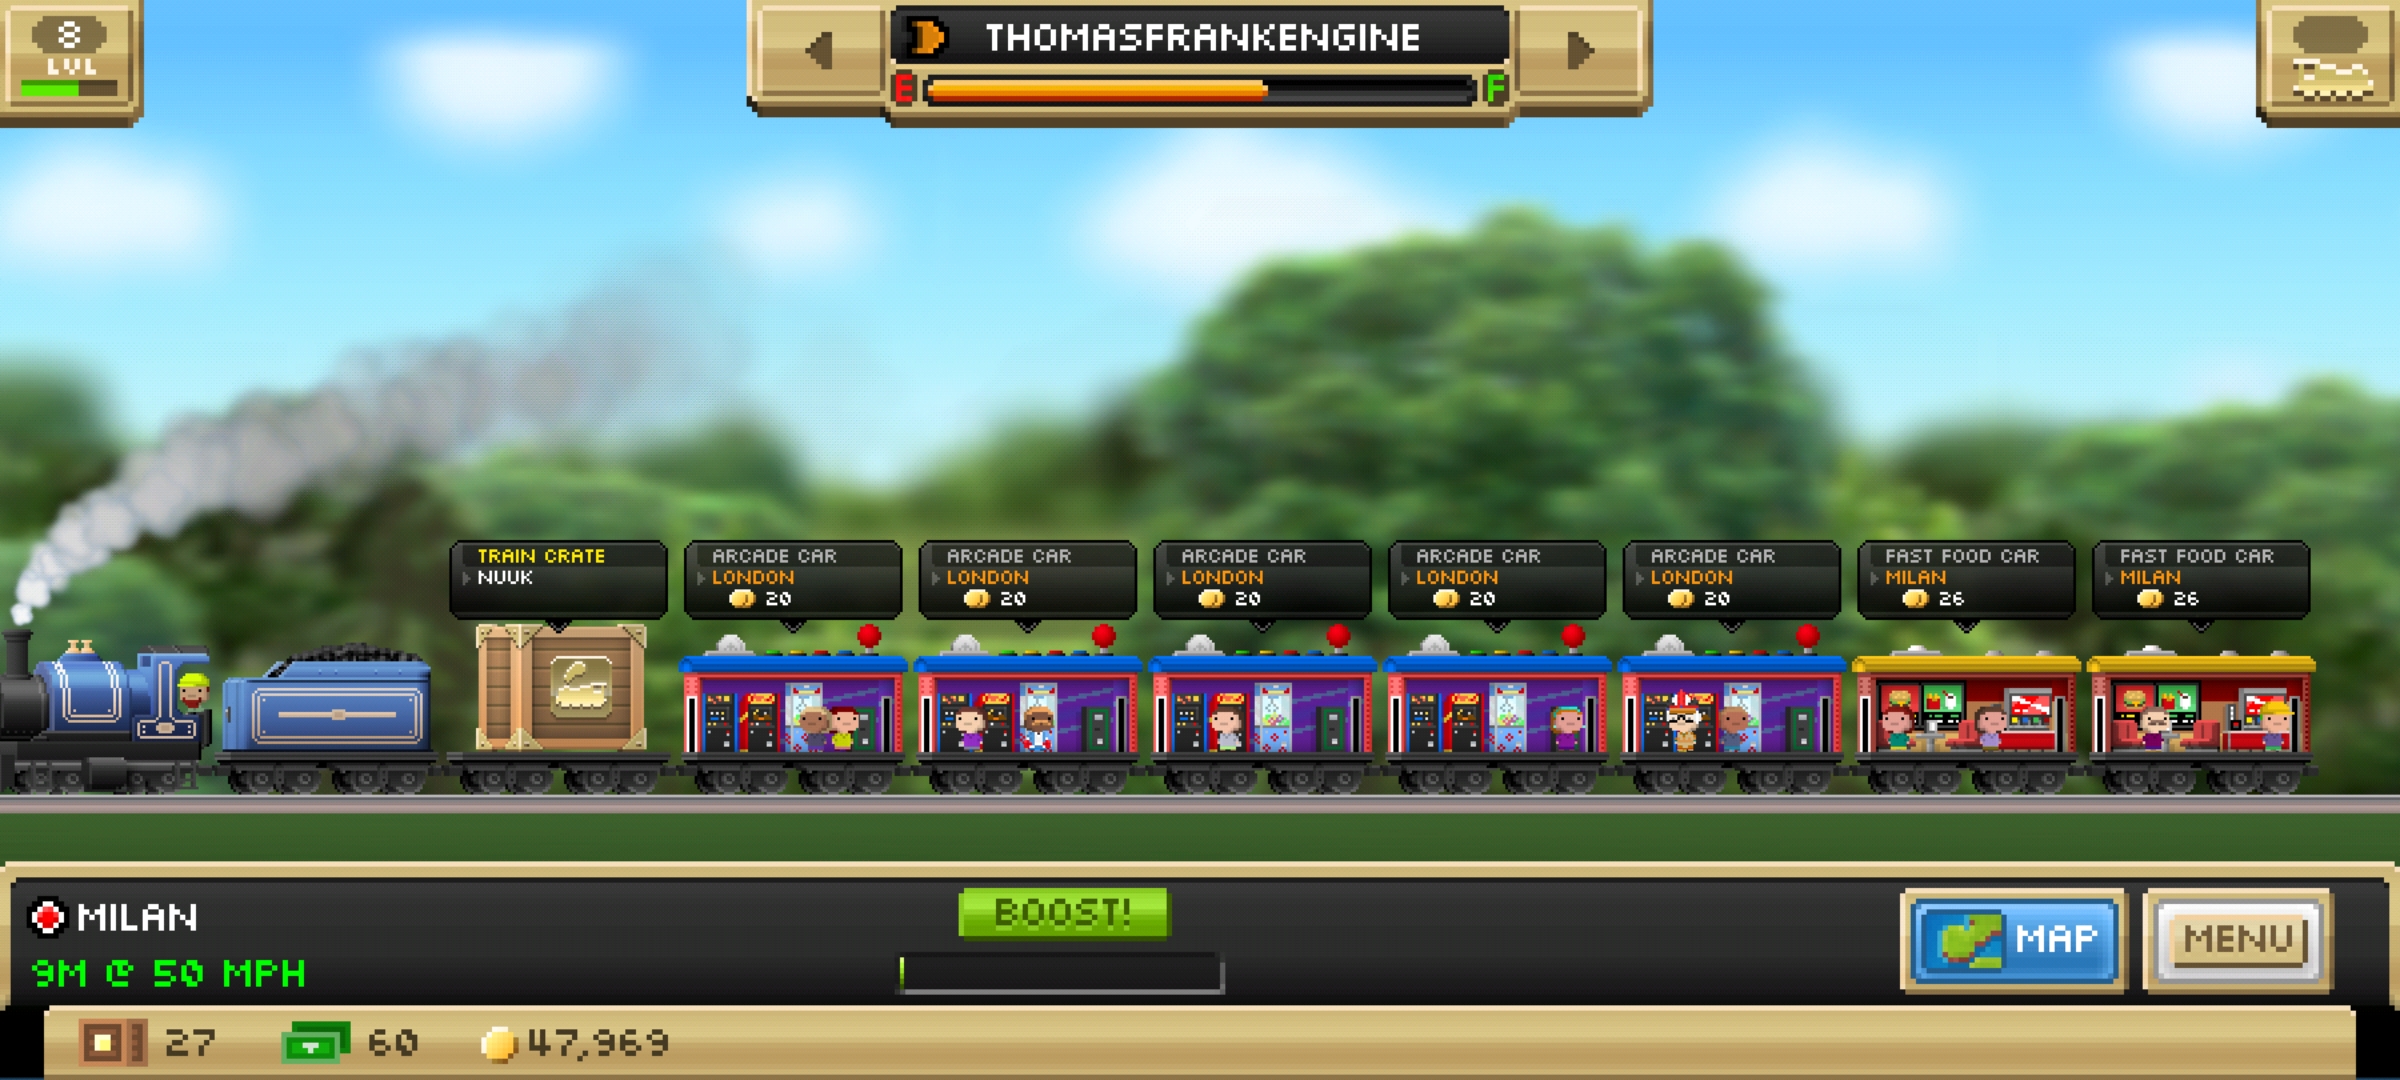 8
LVL
THOMASFRANKENGINE
E F
TRAIN CRATE
NUUK
ARCADE CAR
LONDON
20
ARCADE CAR
LONDON
20
ARCADE CAR
LONDON
20
ARCADE CAR
LONDON
20
ARCADE CAR
LONDON
20
FAST FOOD CAR
MILAN
26
FAST FOOD CAR
MILAN
26
MILAN
9M @ 50 MPH
BOOST!
MAP
MENU
27
60
47,969